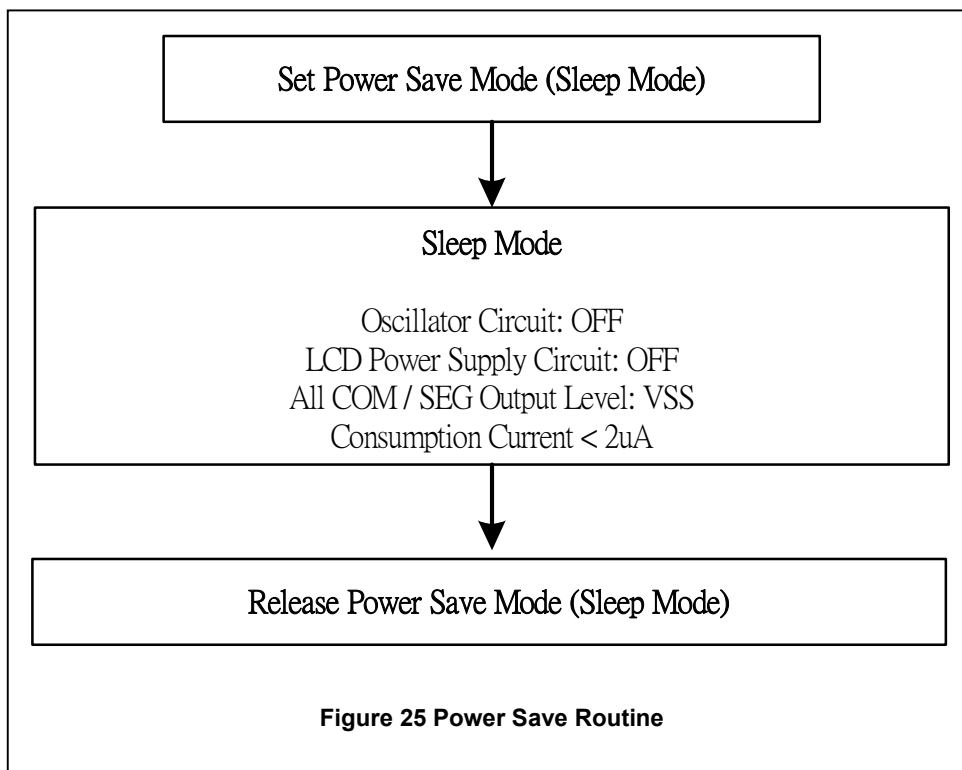 Set Power Save Mode (Sleep Mode)
Sleep Mode
Oscillator Circuit: OFF
LCD Power Supply Circuit: OFF
All COM / SEG Output Level: VSS
Consumption Current < 2uA
Release Power Save Mode (Sleep Mode)
Figure 25 Power Save Routine